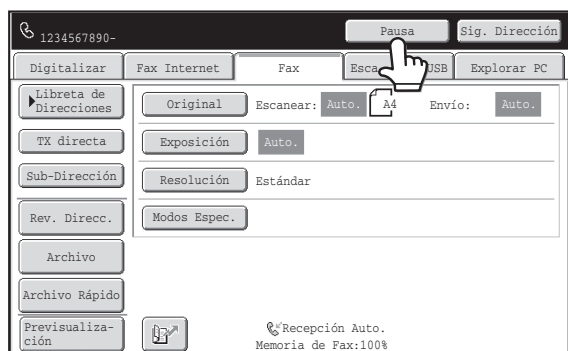 1234567890-
Pausa
Sig. Dirección
Digitalizar
Fax Internet
Fax
USB
Explorar PC
Libreta de
Direcciones
Original
Escanear:
Auto.
A4
Envío:
Auto.
TX directa
Exposición
Auto.
Sub-Dirección
Resolución
Estándar
Rev. Direcc.
Modos Espec.
Archivo
Archivo Rápido
Previsualiza-
ción
Recepción Auto.
Memoria de Fax:100%